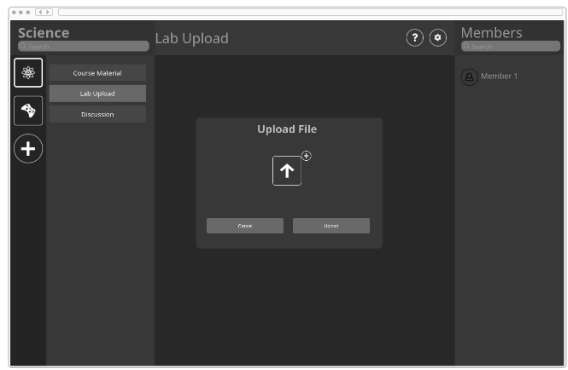 Science
Search
Course Material
Lab Upload
Discussion
Lab Upload
?
Upload File
Cancel
Upload
Members
Search
Member 1